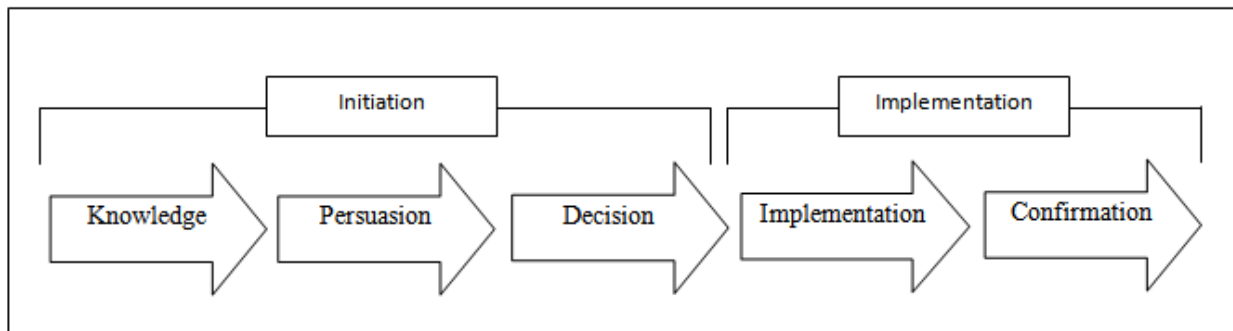 Initiation
Implementation
Knowledge
Persuasion
Decision
Implementation
Confirmation